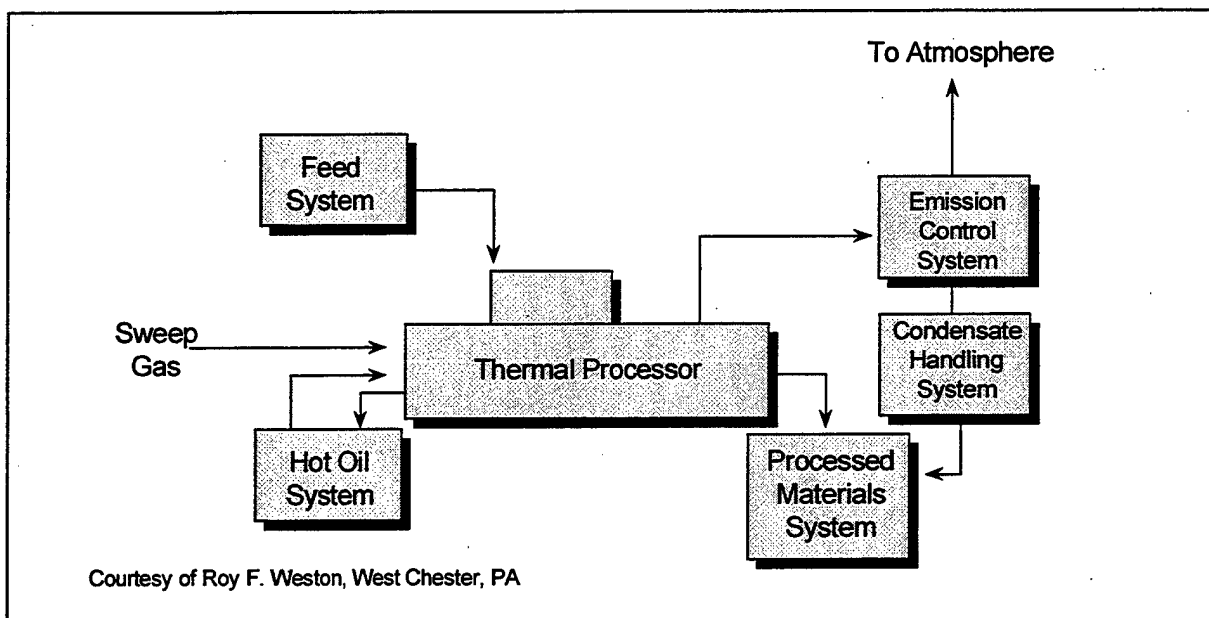 To Atmosphere
Feed
System
Emission
Control
System
Sweep
Gas
Thermal Processor
Condensate
Handling
System
Hot Oil
System
Processed
Materials
System
Courtesy of Roy F. Weston, West Chester, PA